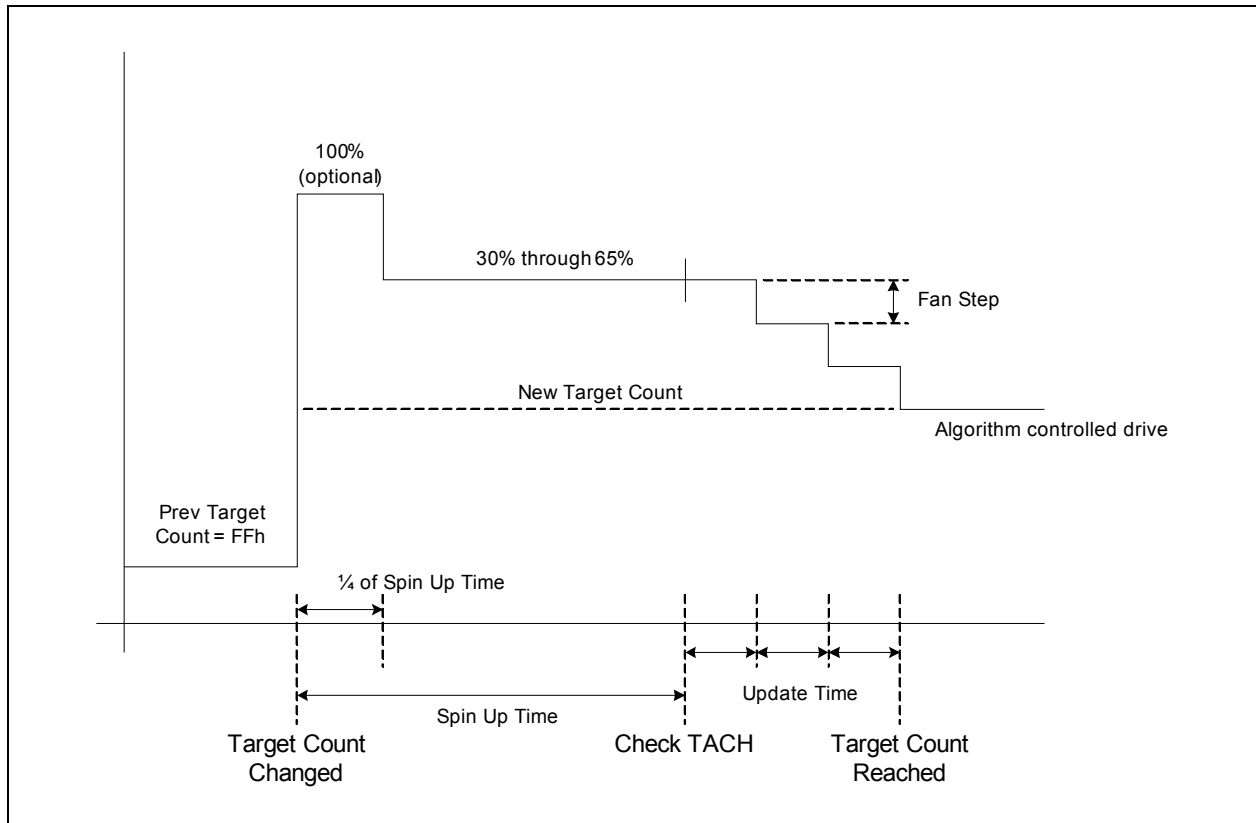 100%
(optional)
30% through 65%
Fan Step
New Target Count
Algorithm controlled drive
Prev Target
Count = FFh
¼ of Spin Up Time
Update Time
Spin Up Time
Target Count
Changed
Check TACH
Target Count
Reached